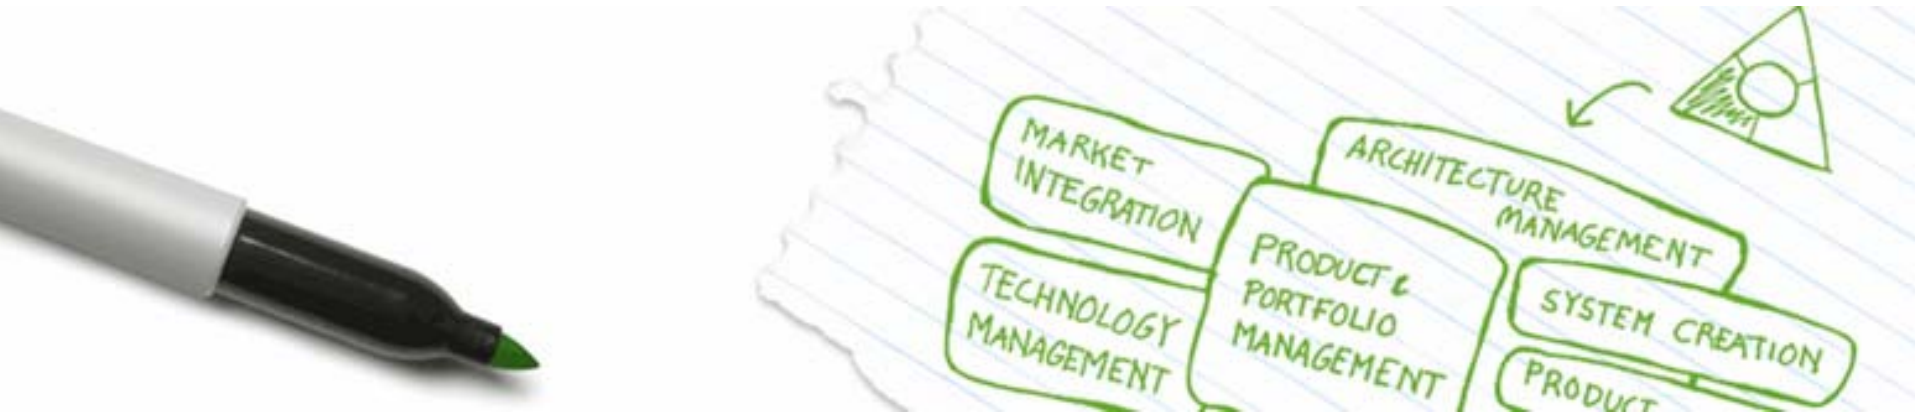 MARKET
INTEGRATION
ARCHITECTURE
MANAGEMENT
TECHNOLOGY
MANAGEMENT
PRODUCT &
PORTFOLIO
MANAGEMENT
SYSTEM CREATION
PRODUCT